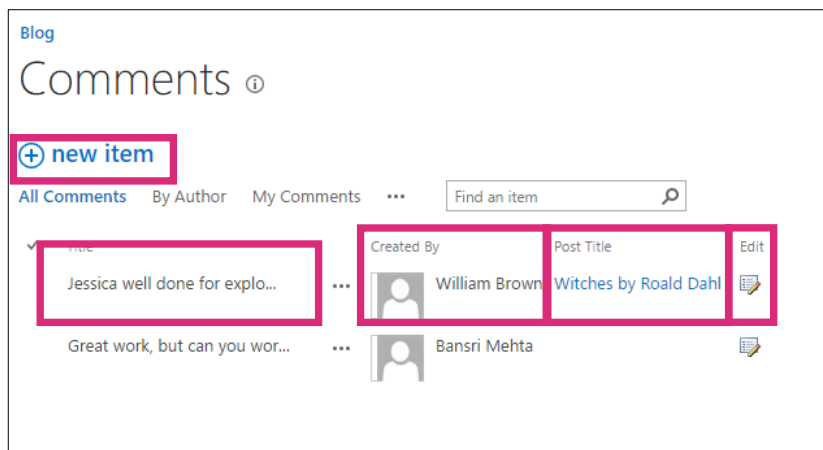 Blog
Comments
new item
All Comments By Author My Comments ... Find an item
Title Created By Post Title Edit
Jessica well done for explo... ... William Brown Witches by Roald Dahl
Great work, but can you wor... ... Bansri Mehta